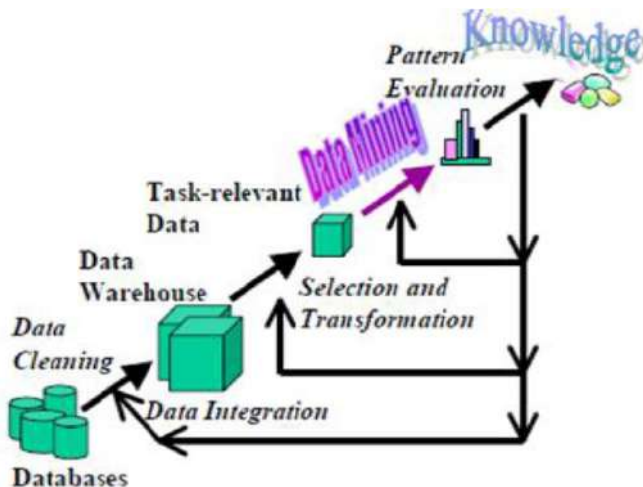 Knowledge
Pattern
Evaluation
Data Mining
Task-relevant
Data
Data
Warehouse
Selection and
Transformation
Data
Cleaning
Data Integration
Databases